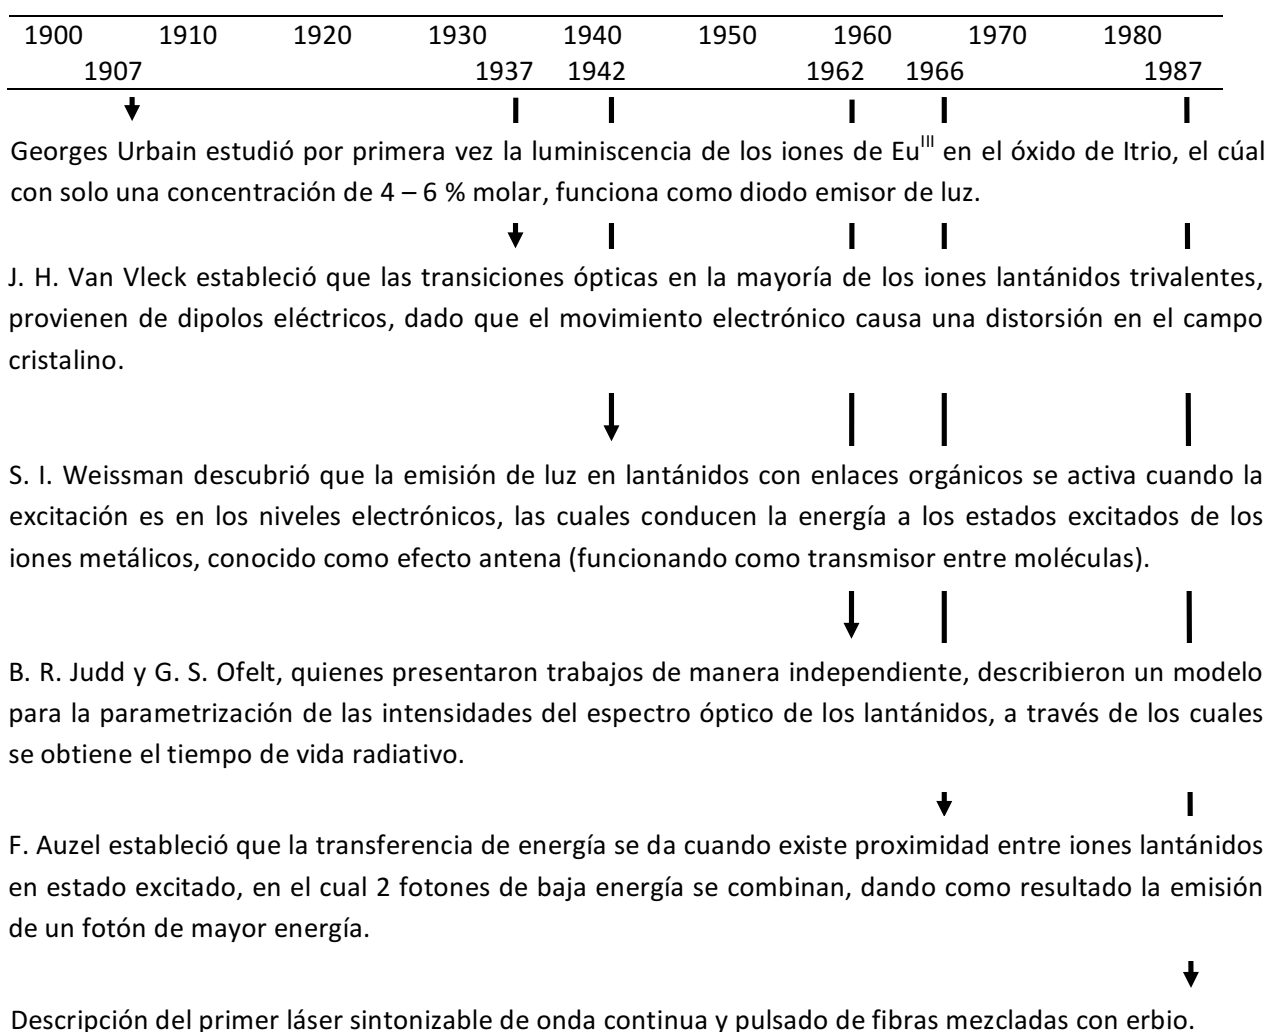 1900 1910 1920 1930 1940 1950 1960 1970 1980
1907 1937 1942 1962 1966 1987
Georges Urbain estudió por primera vez la luminiscencia de los iones de Eu^III en el óxido de Itrio, el cúal
con solo una concentración de 4 – 6 % molar, funciona como diodo emisor de luz.
J. H. Van Vleck estableció que las transiciones ópticas en la mayoría de los iones lantánidos trivalentes,
provienen de dipolos eléctricos, dado que el movimiento electrónico causa una distorsión en el campo
cristalino.
S. I. Weissman descubrió que la emisión de luz en lantánidos con enlaces orgánicos se activa cuando la
excitación es en los niveles electrónicos, las cuales conducen la energía a los estados excitados de los
iones metálicos, conocido como efecto antena (funcionando como transmisor entre moléculas).
B. R. Judd y G. S. Ofelt, quienes presentaron trabajos de manera independiente, describieron un modelo
para la parametrización de las intensidades del espectro óptico de los lantánidos, a través de los cuales
se obtiene el tiempo de vida radiativo.
F. Auzel estableció que la transferencia de energía se da cuando existe proximidad entre iones lantánidos
en estado excitado, en el cual 2 fotones de baja energía se combinan, dando como resultado la emisión
de un fotón de mayor energía.
Descripción del primer láser sintonizable de onda continua y pulsado de fibras mezcladas con erbio.